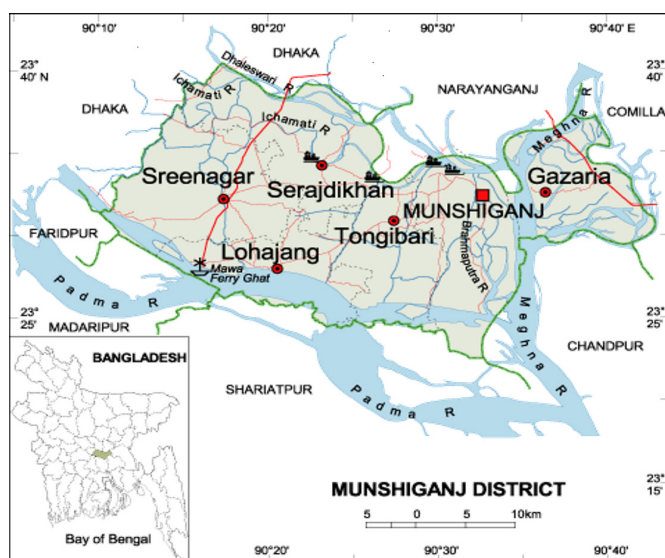 90°10' 90°20' 90°30' 90°40' E
23°
40' N
23°
40'
DHAKA
Dhaleswari R
Ichamati R
NARAYANGANJ
DHAKA
COMILLA
Meghna R
Ichamati R
Sreenagar
Serajdikhan
Gazaria
MUNSHIGANJ
Tongibari
FARIDPUR
Lohajang
Brahmaputra R
Mawa
Ferry Ghat
Padma R
23°
25'
23°
25'
MADARIPUR
Meghna R
CHANDPUR
BANGLADESH
SHARIATPUR
Padma R
23°
15'
MUNSHIGANJ DISTRICT
5 0 5 10km
Bay of Bengal
90°20' 90°30' 90°40'